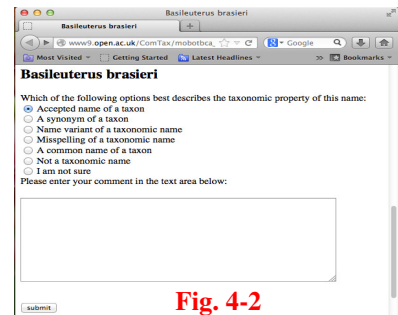 Basileuterus brasieri
Basileuterus brasieri
www9.open.ac.uk/ComTax/mobotbca_
Google
Most Visited
Getting Started
Latest Headlines
Bookmarks
Basileuterus brasieri
Which of the following options best describes the taxonomic property of this name:
Accepted name of a taxon
A synonym of a taxon
Name variant of a taxonomic name
Misspelling of a taxonomic name
A common name of a taxon
Not a taxonomic name
I am not sure
Please enter your comment in the text area below:
submit
Fig. 4-2